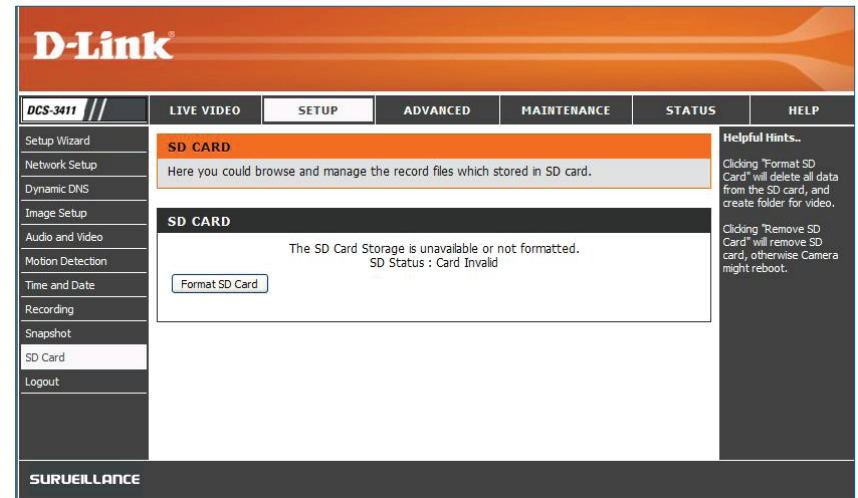 D-Link®
DCS-3411
LIVE VIDEO
SETUP
ADVANCED
MAINTENANCE
STATUS
HELP
Setup Wizard
Network Setup
Dynamic DNS
Image Setup
Audio and Video
Motion Detection
Time and Date
Recording
Snapshot
SD Card
Logout
SD CARD
Here you could browse and manage the record files which stored in SD card.
SD CARD
The SD Card Storage is unavailable or not formatted.
SD Status : Card Invalid
Format SD Card
Helpful Hints..
Clicking "Format SD
Card" will delete all data
from the SD card, and
create folder for video.
Clicking "Remove SD
Card" will remove SD
card, otherwise Camera
might reboot.
SURVEILLANCE